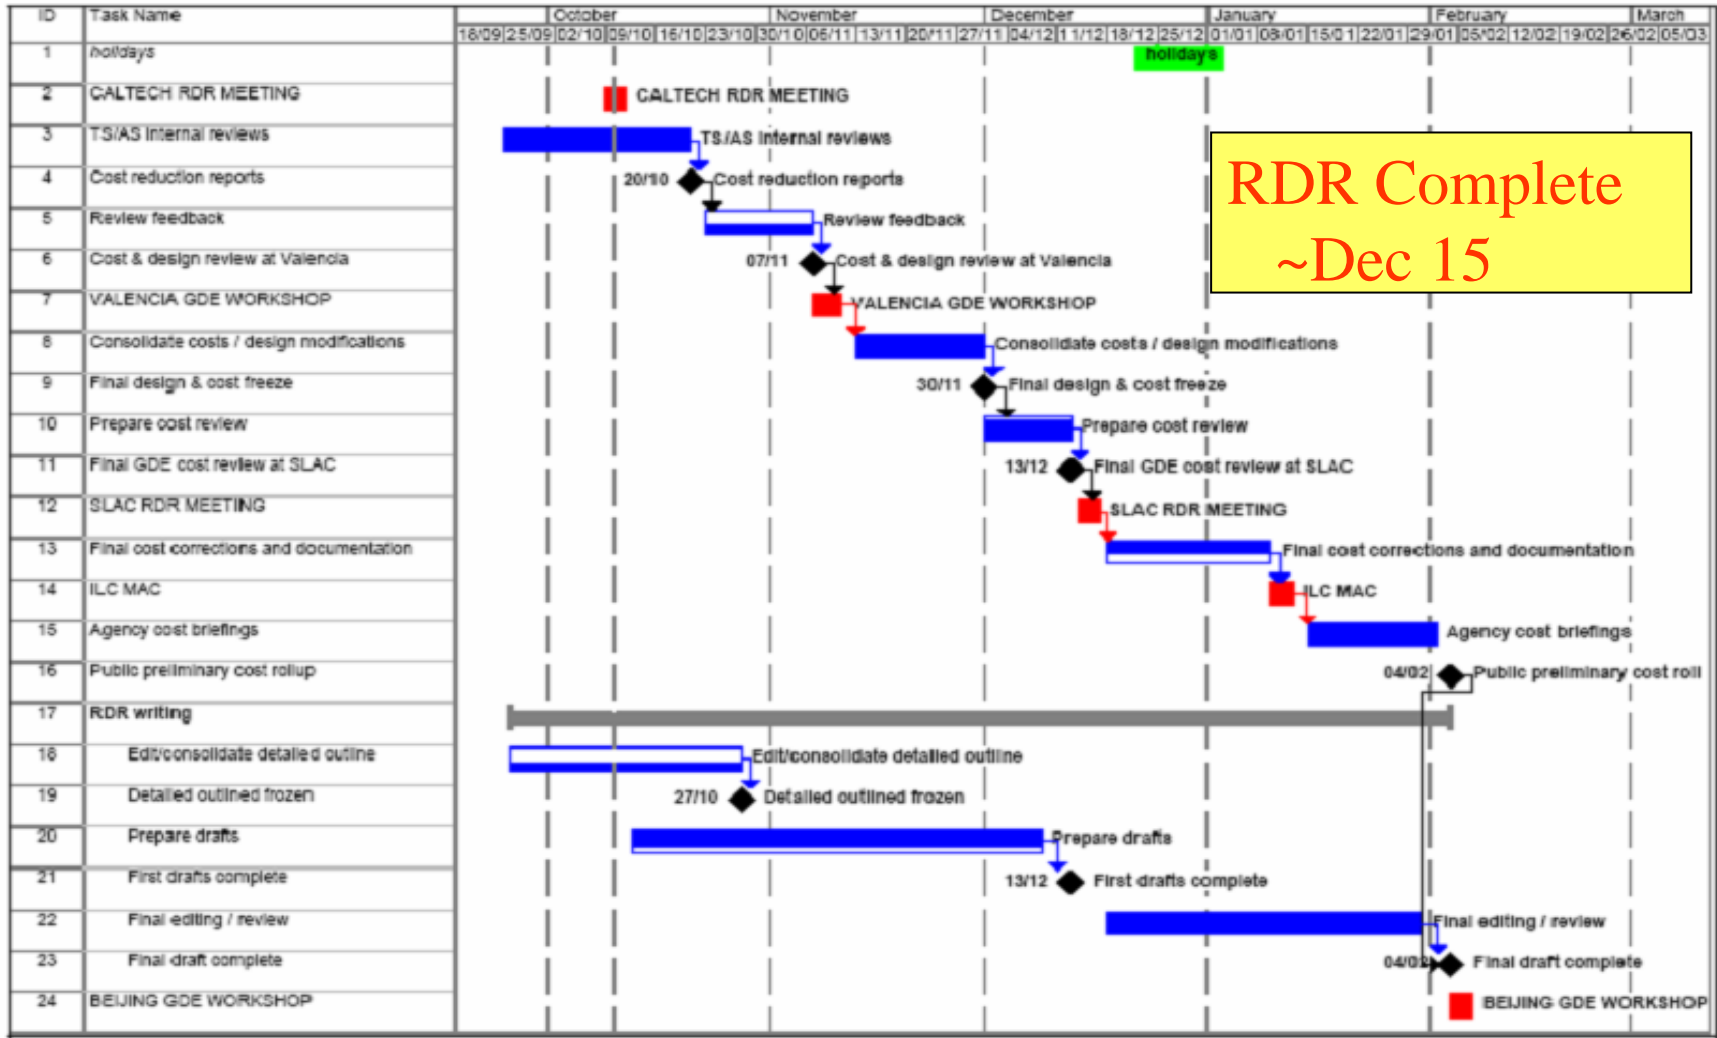 ID Task Name October November December January February March
18/09 25/09 02/10 09/10 16/10 23/10 30/10 06/11 13/11 20/11 27/11 04/12 11/12 18/12 25/12 01/01 08/01 15/01 22/01 29/01 05/02 12/02 19/02 26/02 05/03
1 holidays holidays
2 CALTECH RDR MEETING CALTECH RDR MEETING
3 TS/AS Internal reviews TS/AS Internal reviews
4 Cost reduction reports 20/10 Cost reduction reports
5 Review feedback Review feedback
6 Cost & design review at Valencia 07/11 Cost & design review at Valencia
7 VALENCIA GDE WORKSHOP VALENCIA GDE WORKSHOP
8 Consolidate costs / design modifications Consolidate costs / design modifications
9 Final design & cost freeze 30/11 Final design & cost freeze
10 Prepare cost review Prepare cost review
11 Final GDE cost review at SLAC 13/12 Final GDE cost review at SLAC
12 SLAC RDR MEETING SLAC RDR MEETING
13 Final cost corrections and documentation Final cost corrections and documentation
14 ILC MAC ILC MAC
15 Agency cost briefings Agency cost briefings
16 Public preliminary cost rollup 04/02 Public preliminary cost roll
17 RDR writing
18 Edit/consolidate detailed outline Edit/consolidate detailed outline
19 Detailed outlined frozen 27/10 Detailed outlined frozen
20 Prepare drafts Prepare drafts
21 First drafts complete 13/12 First drafts complete
22 Final editing / review Final editing / review
23 Final draft complete 04/02 Final draft complete
24 BEIJING GDE WORKSHOP BEIJING GDE WORKSHOP
RDR Complete
~Dec 15